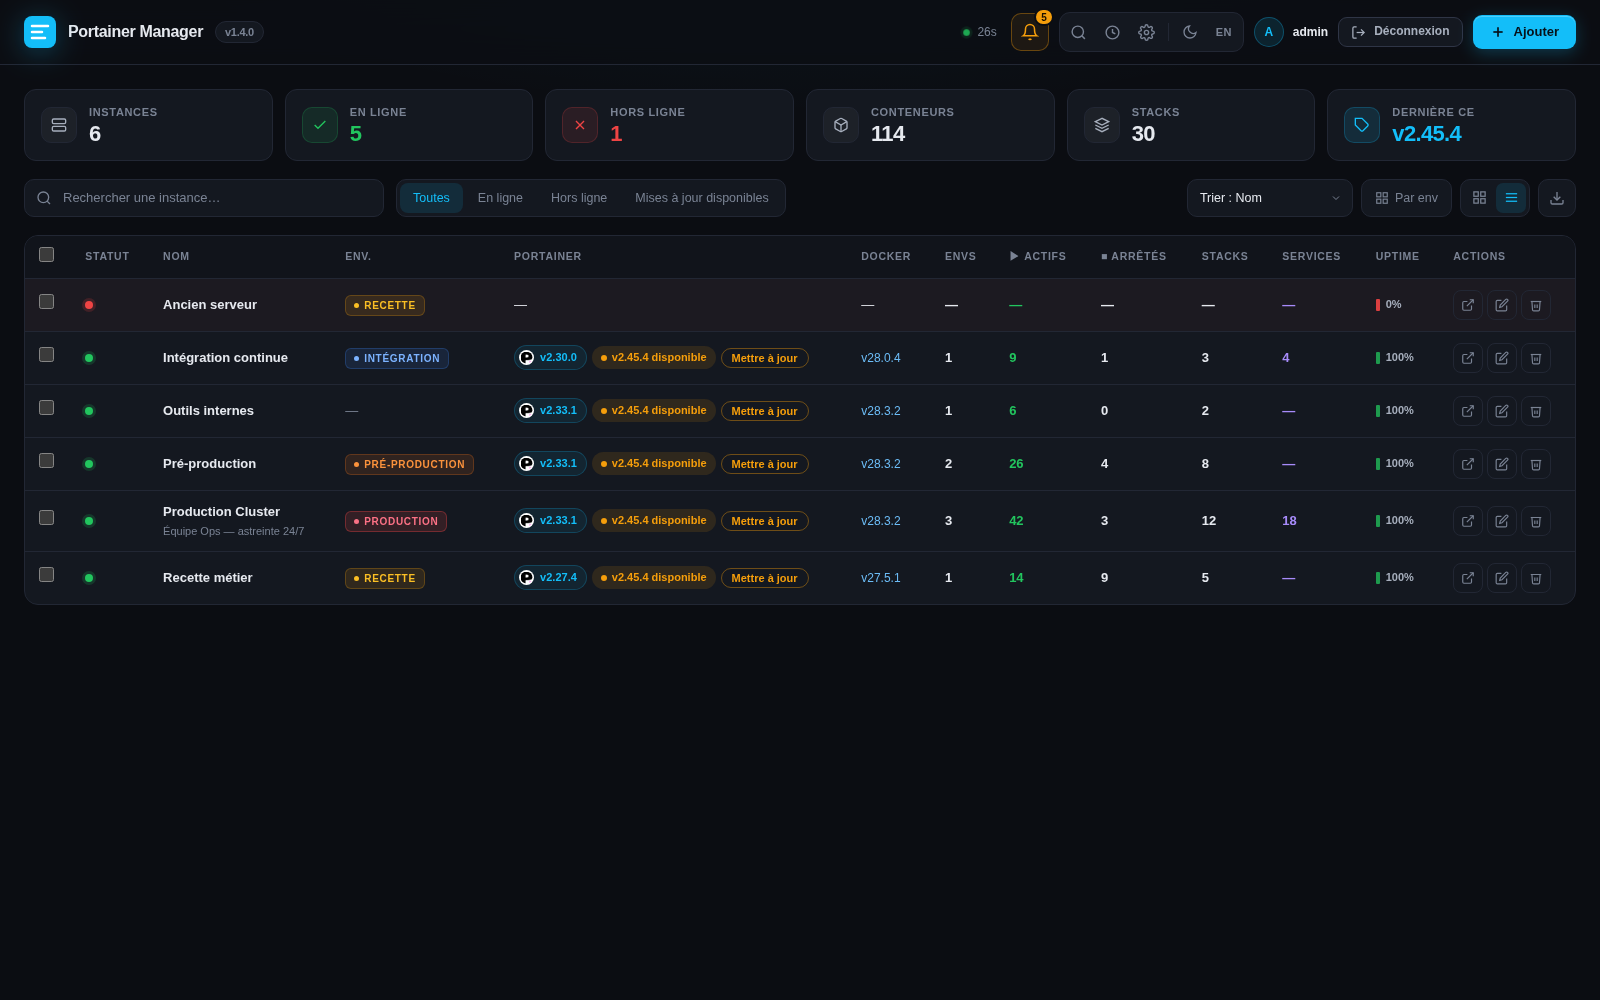 Portainer Manager v1.4.0 26s 5 EN A admin Déconnexion Ajouter
INSTANCES EN LIGNE HORS LIGNE CONTENEURS STACKS DERNIÈRE CE
6 5 1 114 30 v2.45.4
Rechercher une instance… Toutes En ligne Hors ligne Mises à jour disponibles Trier : Nom Par env
STATUT NOM ENV. PORTAINER DOCKER ENVS ▶ ACTIFS ■ ARRÊTÉS STACKS SERVICES UPTIME ACTIONS
Ancien serveur RECETTE — — — — — — — 0%
Intégration continue INTÉGRATION v2.30.0 v2.45.4 disponible Mettre à jour v28.0.4 1 9 1 3 4 100%
Outils internes — v2.33.1 v2.45.4 disponible Mettre à jour v28.3.2 1 6 0 2 — 100%
Pré-production PRÉ-PRODUCTION v2.33.1 v2.45.4 disponible Mettre à jour v28.3.2 2 26 4 8 — 100%
Production Cluster PRODUCTION v2.33.1 v2.45.4 disponible Mettre à jour v28.3.2 3 42 3 12 18 100%
Équipe Ops — astreinte 24/7
Recette métier RECETTE v2.27.4 v2.45.4 disponible Mettre à jour v27.5.1 1 14 9 5 — 100%